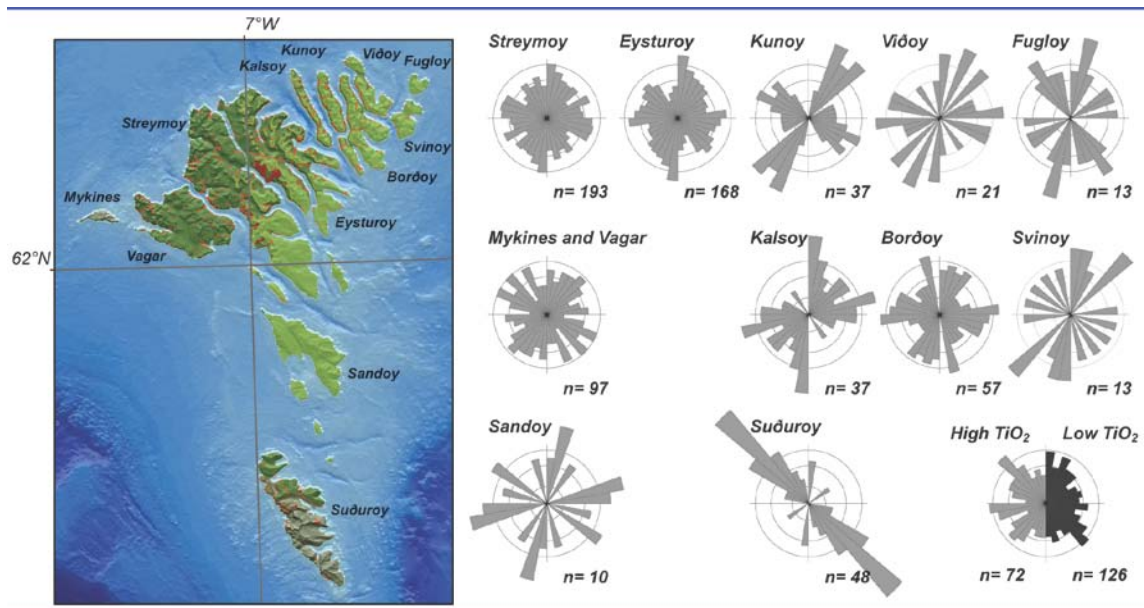 7°W
Kunoy
Viðoy
Kalsoy
Fugloy
Streymoy
Svinoy
Borðoy
Mykines
Eysturoy
Vagar
62°N
Sandoy
Suðuroy
Streymoy
Eysturoy
Kunoy
Viðoy
Fugloy
n= 193
n= 168
n= 37
n= 21
n= 13
Mykines and Vagar
Kalsoy
Borðoy
Svinoy
n= 97
n= 37
n= 57
n= 13
Sandoy
Suðuroy
High TiO₂
Low TiO₂
n= 10
n= 48
n= 72
n= 126